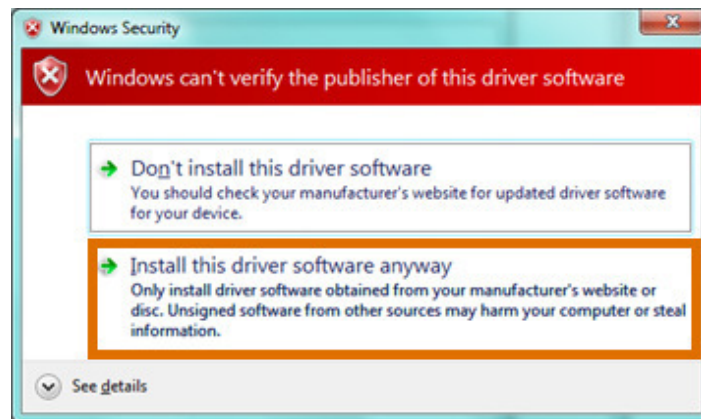 Windows Security
Windows can't verify the publisher of this driver software
Don't install this driver software
You should check your manufacturer's website for updated driver software
for your device.
Install this driver software anyway
Only install driver software obtained from your manufacturer's website or
disc. Unsigned software from other sources may harm your computer or steal
information.
See details